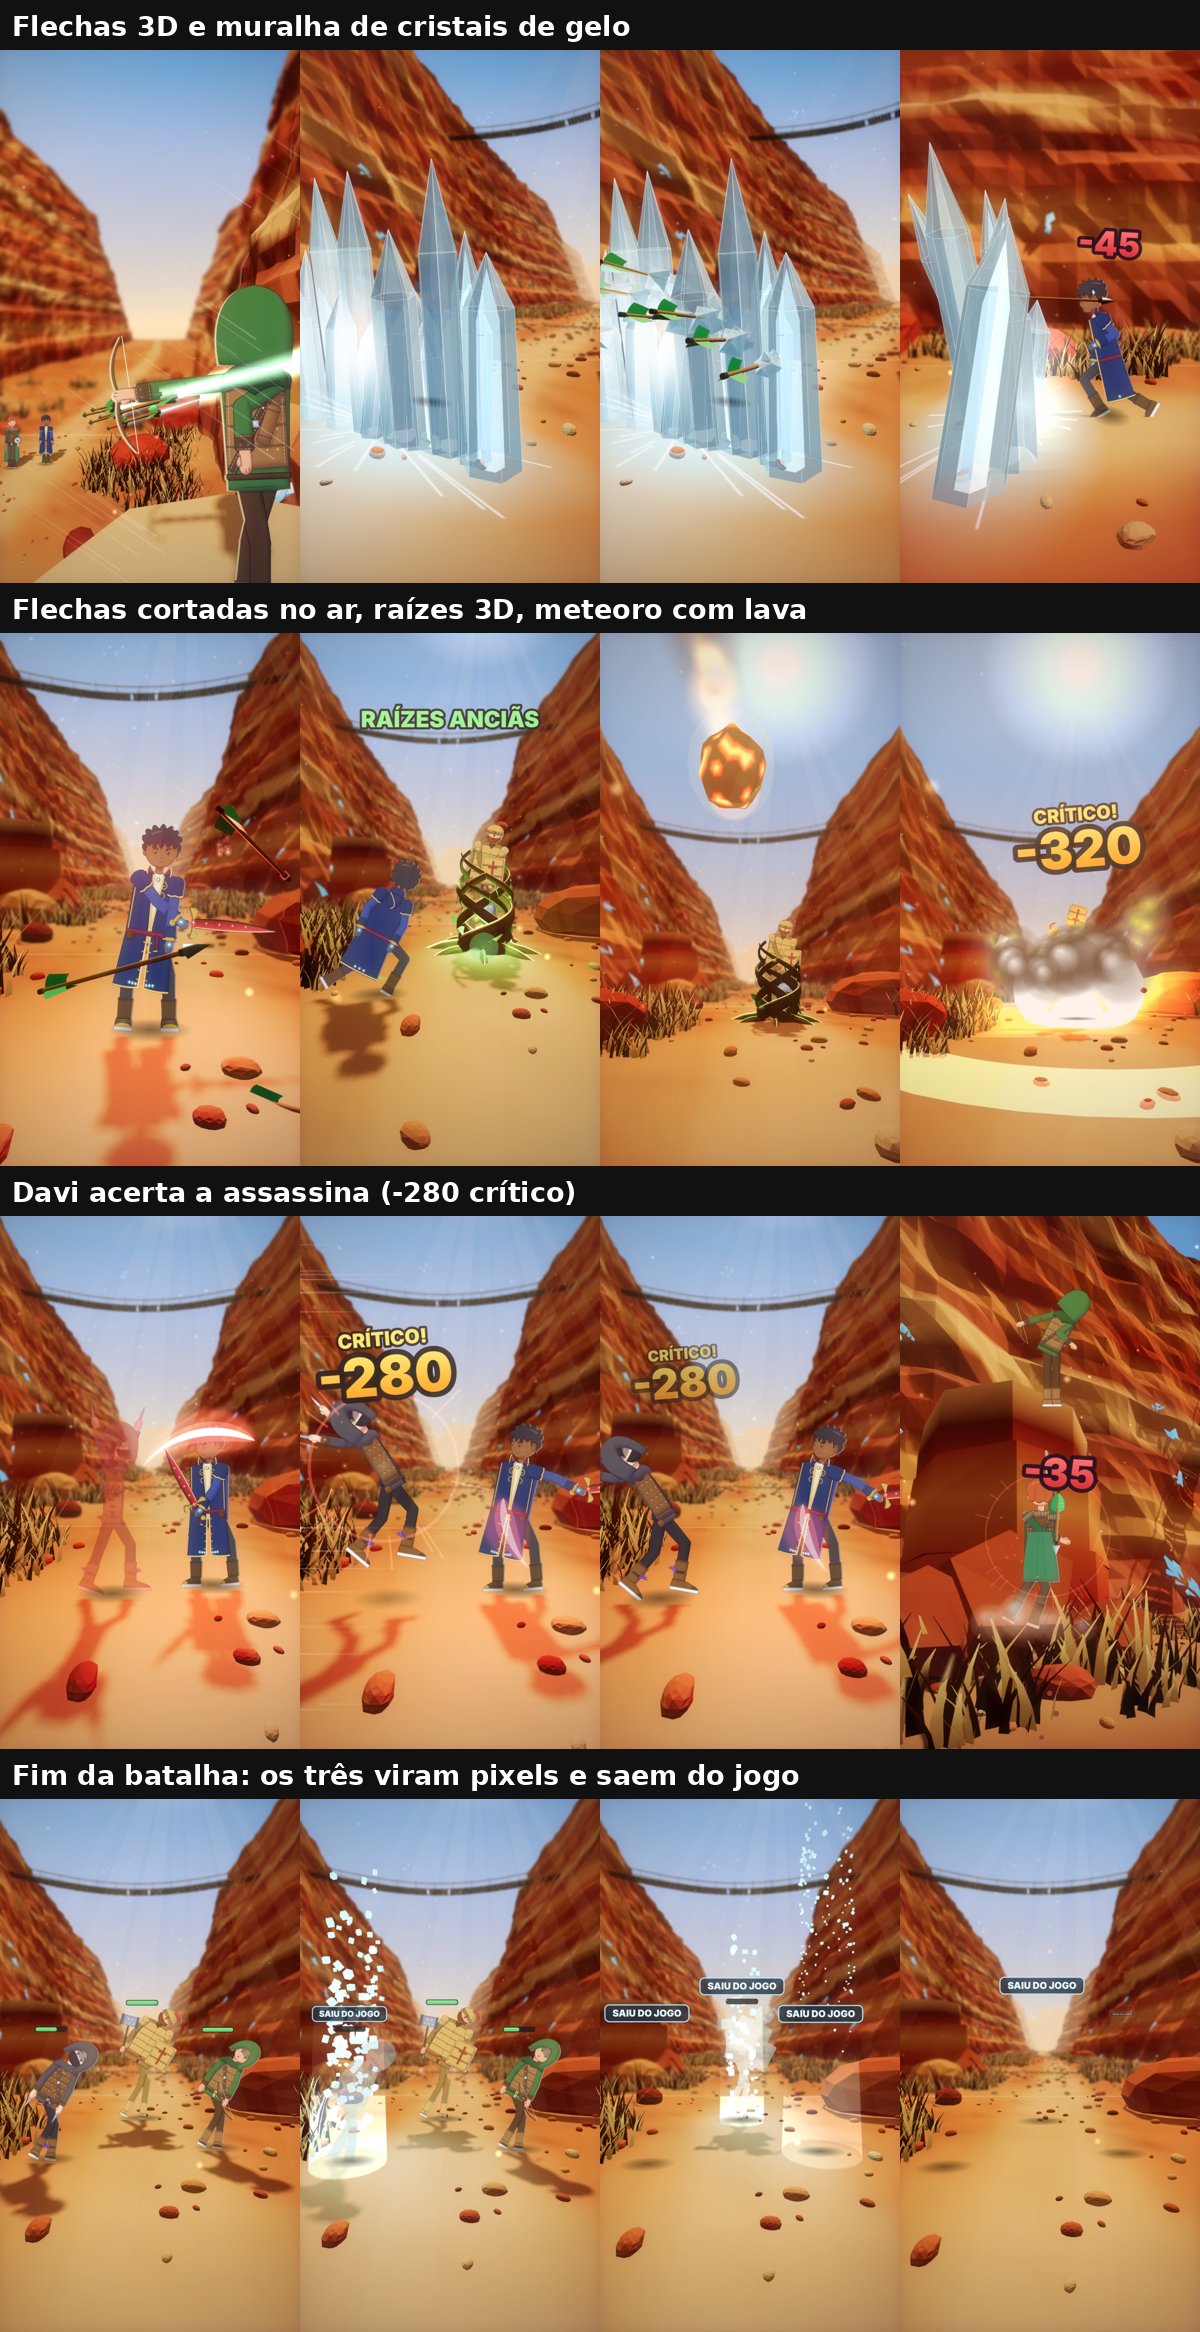 Flechas 3D e muralha de cristais de gelo
-45
Flechas cortadas no ar, raízes 3D, meteoro com lava
RAÍZES ANCIÃS
CRÍTICO!
-320
Davi acerta a assassina (-280 crítico)
CRÍTICO!
-280
CRÍTICO!
-280
-35
Fim da batalha: os três viram pixels e saem do jogo
SAIU DO JOGO
SAIU DO JOGO
SAIU DO JOGO
SAIU DO JOGO
SAIU DO JOGO